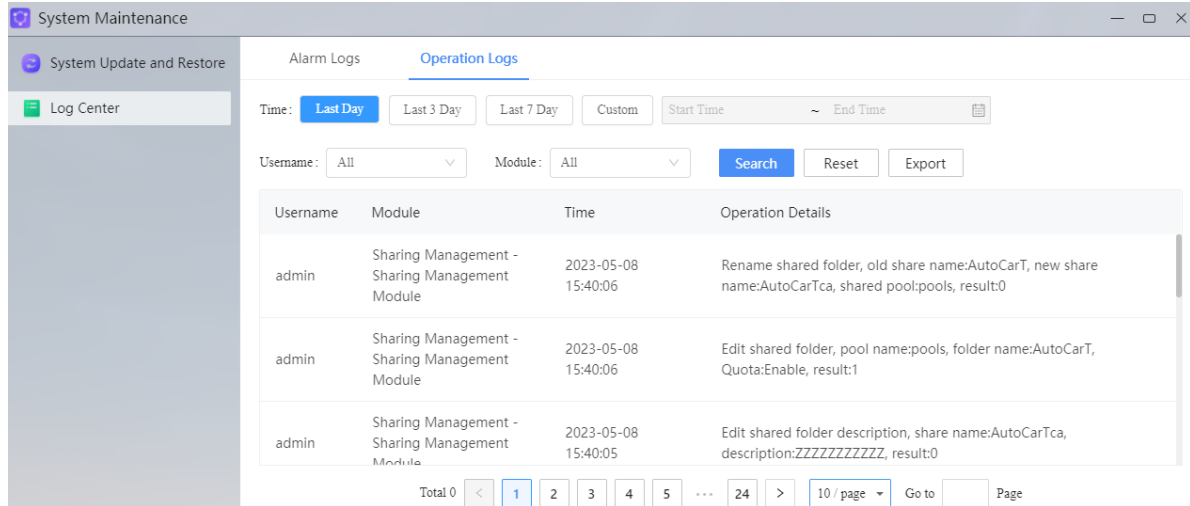 System Maintenance
System Update and Restore
Log Center
Alarm Logs Operation Logs
Time: Last Day Last 3 Day Last 7 Day Custom Start Time ~ End Time
Username: All Module: All Search Reset Export
Username Module Time Operation Details
admin
Sharing Management -
Sharing Management
Module
2023-05-08
15:40:06
Rename shared folder, old share name:AutoCarT, new share
name:AutoCarTca, shared pool:pools, result:0
admin
Sharing Management -
Sharing Management
Module
2023-05-08
15:40:06
Edit shared folder, pool name:pools, folder name:AutoCarT,
Quota:Enable, result:1
admin
Sharing Management -
Sharing Management
Module
2023-05-08
15:40:05
Edit shared folder description, share name:AutoCarTca,
description:ZZZZZZZZZZZ, result:0
Total 0 < 1 2 3 4 5 ··· 24 > 10 / page Go to Page